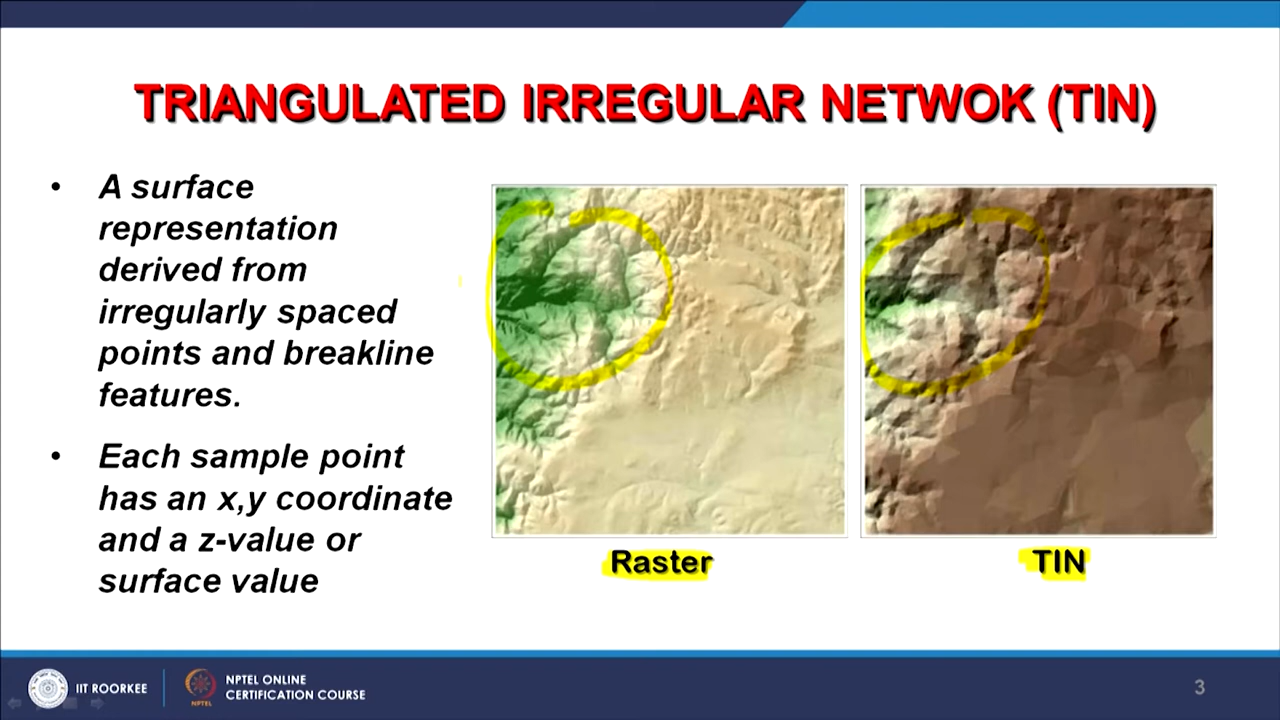 TRIANGULATED IRREGULAR NETWOK (TIN)
• A surface
representation
derived from
irregularly spaced
points and breakline
features.
• Each sample point
has an x,y coordinate
and a z-value or
surface value
Raster
TIN
IIT ROORKEE
NPTEL
NPTEL ONLINE
CERTIFICATION COURSE
3